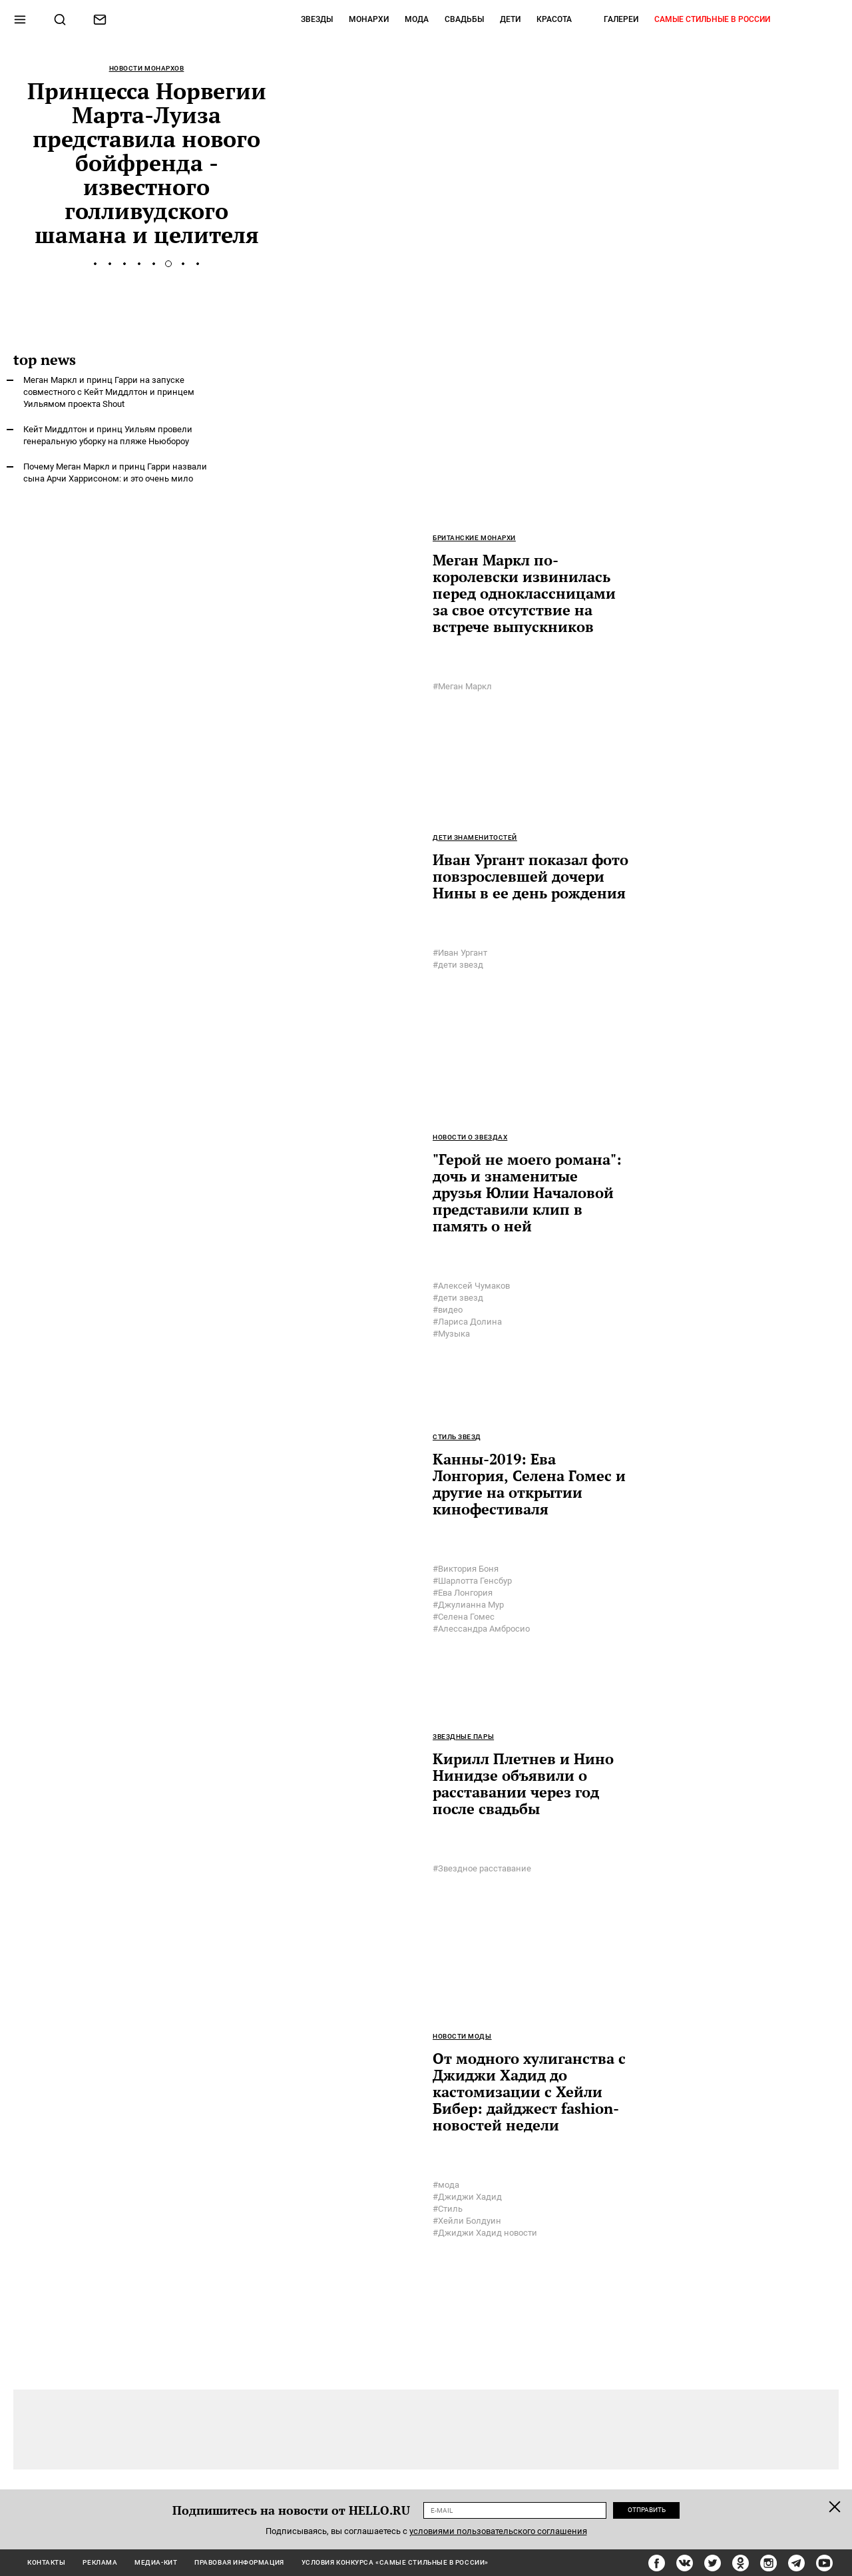 ЗВЕЗДЫ МОНАРХИ МОДА СВАДЬБЫ ДЕТИ КРАСОТА ГАЛЕРЕИ САМЫЕ СТИЛЬНЫЕ В РОССИИ
НОВОСТИ МОНАРХОВ
Принцесса Норвегии
Марта-Луиза
представила нового
бойфренда -
известного
голливудского
шамана и целителя
top news
Меган Маркл и принц Гарри на запуске
совместного с Кейт Миддлтон и принцем
Уильямом проекта Shout
Кейт Миддлтон и принц Уильям провели
генеральную уборку на пляже Ньюбороу
Почему Меган Маркл и принц Гарри назвали
сына Арчи Харрисоном: и это очень мило
БРИТАНСКИЕ МОНАРХИ
Меган Маркл по-
королевски извинилась
перед одноклассницами
за свое отсутствие на
встрече выпускников
#Меган Маркл
ДЕТИ ЗНАМЕНИТОСТЕЙ
Иван Ургант показал фото
повзрослевшей дочери
Нины в ее день рождения
#Иван Ургант
#дети звезд
НОВОСТИ О ЗВЕЗДАХ
"Герой не моего романа":
дочь и знаменитые
друзья Юлии Началовой
представили клип в
память о ней
#Алексей Чумаков
#дети звезд
#видео
#Лариса Долина
#Музыка
СТИЛЬ ЗВЕЗД
Канны-2019: Ева
Лонгория, Селена Гомес и
другие на открытии
кинофестиваля
#Виктория Боня
#Шарлотта Генсбур
#Ева Лонгория
#Джулианна Мур
#Селена Гомес
#Алессандра Амбросио
ЗВЕЗДНЫЕ ПАРЫ
Кирилл Плетнев и Нино
Нинидзе объявили о
расставании через год
после свадьбы
#Звездное расставание
НОВОСТИ МОДЫ
От модного хулиганства с
Джиджи Хадид до
кастомизации с Хейли
Бибер: дайджест fashion-
новостей недели
#мода
#Джиджи Хадид
#Стиль
#Хейли Болдуин
#Джиджи Хадид новости
Подпишитесь на новости от HELLO.RU E-MAIL ОТПРАВИТЬ
Подписываясь, вы соглашаетесь с условиями пользовательского соглашения
КОНТАКТЫ РЕКЛАМА МЕДИА-КИТ ПРАВОВАЯ ИНФОРМАЦИЯ УСЛОВИЯ КОНКУРСА «САМЫЕ СТИЛЬНЫЕ В РОССИИ»